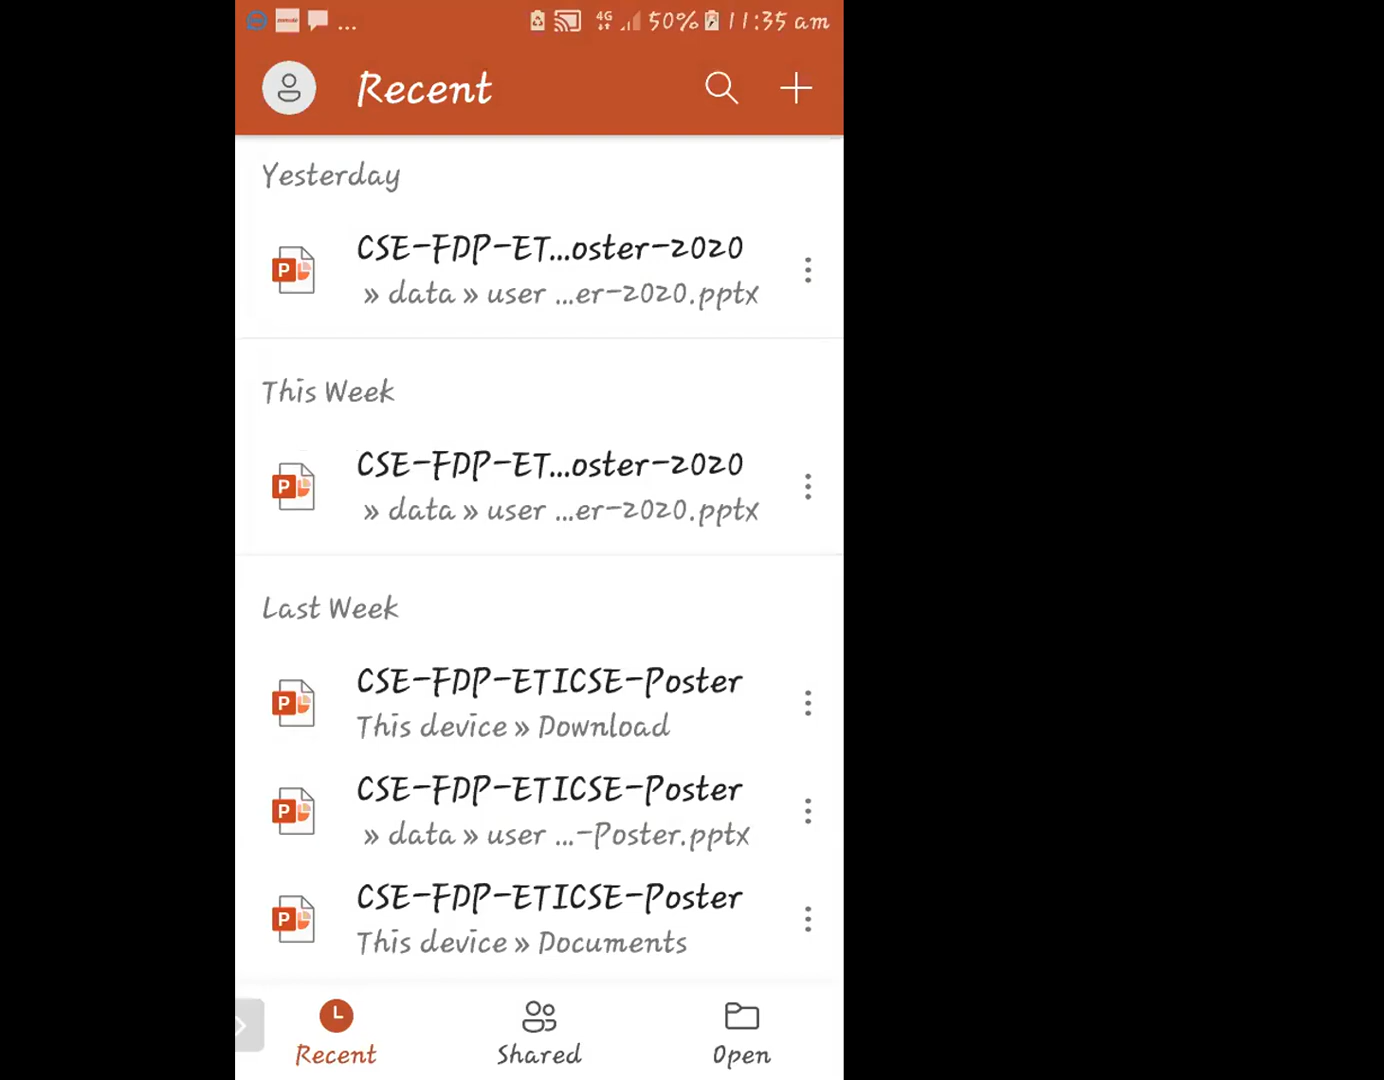 ... 4G 50% 11:35 am
Recent
Yesterday
CSE-FDP-ET...oster-2020
» data » user ...er-2020.pptx
This Week
CSE-FDP-ET...oster-2020
» data » user ...er-2020.pptx
Last Week
P CSE-FDP-ETICSE-Poster
This device » Download
P CSE-FDP-ETICSE-Poster
» data » user ...-Poster.pptx
P CSE-FDP-ETICSE-Poster
This device » Documents
Recent Shared Open